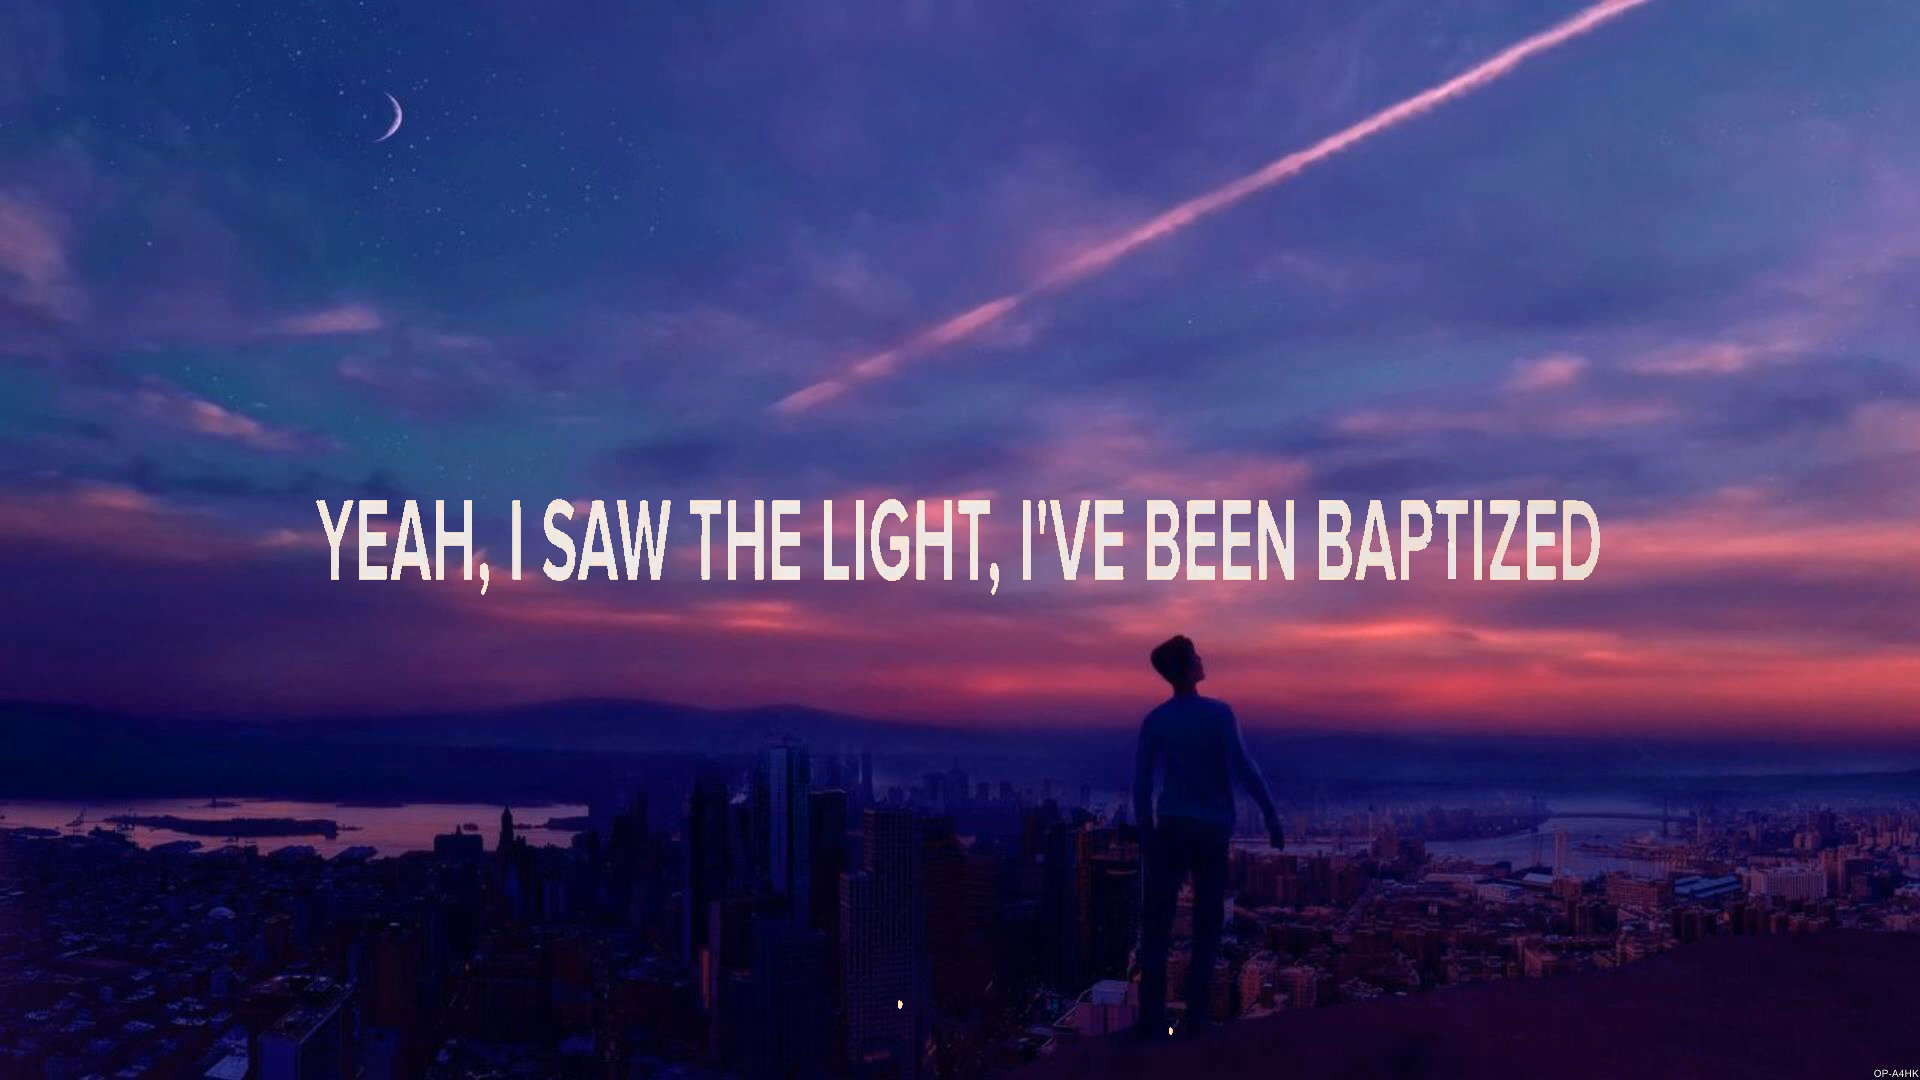 YEAH, I SAW THE LIGHT, I'VE BEEN BAPTIZED
OP-A4HK